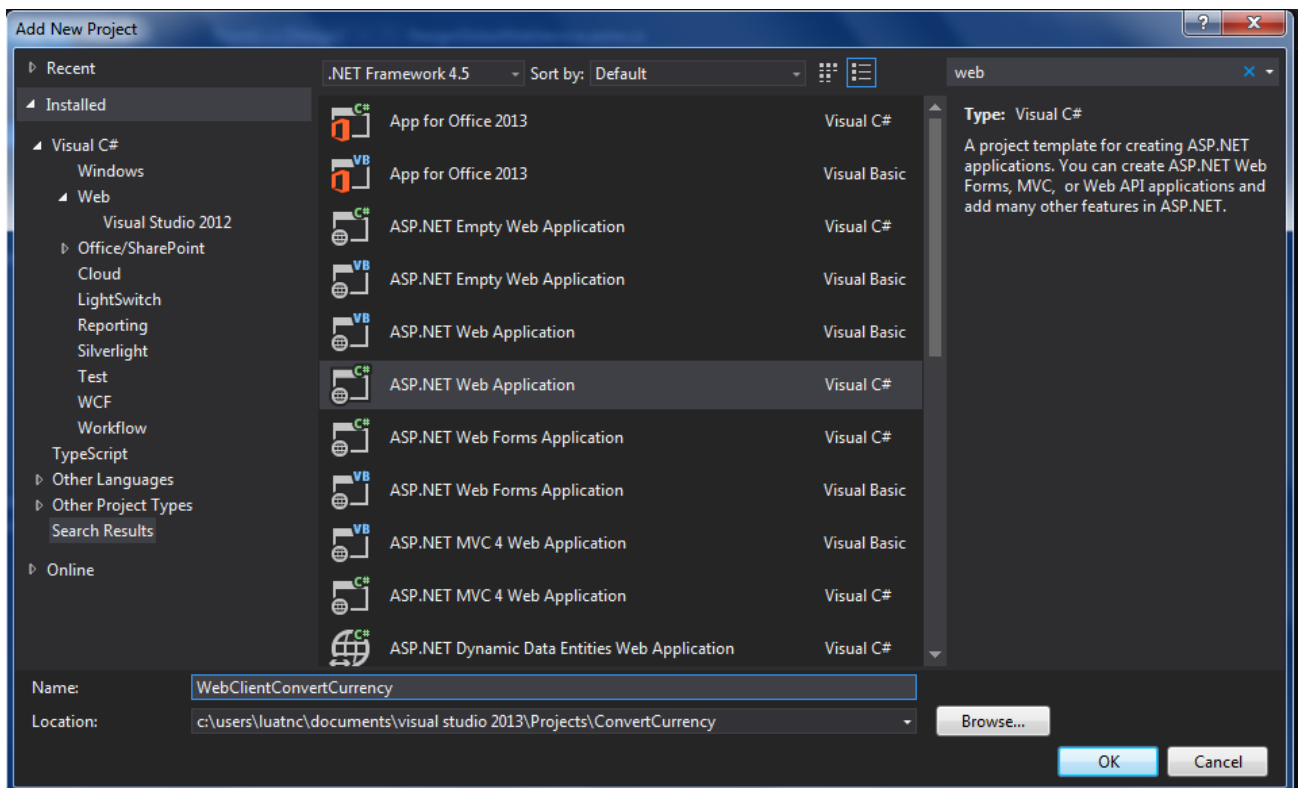 Add New Project
Recent
.NET Framework 4.5 Sort by: Default
web
Installed
Visual C#
Windows
Web
Visual Studio 2012
Office/SharePoint
Cloud
LightSwitch
Reporting
Silverlight
Test
WCF
Workflow
TypeScript
Other Languages
Other Project Types
Search Results
Online
C# App for Office 2013 Visual C#
VB App for Office 2013 Visual Basic
C# ASP.NET Empty Web Application Visual C#
VB ASP.NET Empty Web Application Visual Basic
VB ASP.NET Web Application Visual Basic
C# ASP.NET Web Application Visual C#
C# ASP.NET Web Forms Application Visual C#
VB ASP.NET Web Forms Application Visual Basic
VB ASP.NET MVC 4 Web Application Visual Basic
C# ASP.NET MVC 4 Web Application Visual C#
C# ASP.NET Dynamic Data Entities Web Application Visual C#
Type: Visual C#
A project template for creating ASP.NET
applications. You can create ASP.NET Web
Forms, MVC, or Web API applications and
add many other features in ASP.NET.
Name: WebClientConvertCurrency
Location: c:\users\luatnc\documents\visual studio 2013\Projects\ConvertCurrency
Browse...
OK Cancel